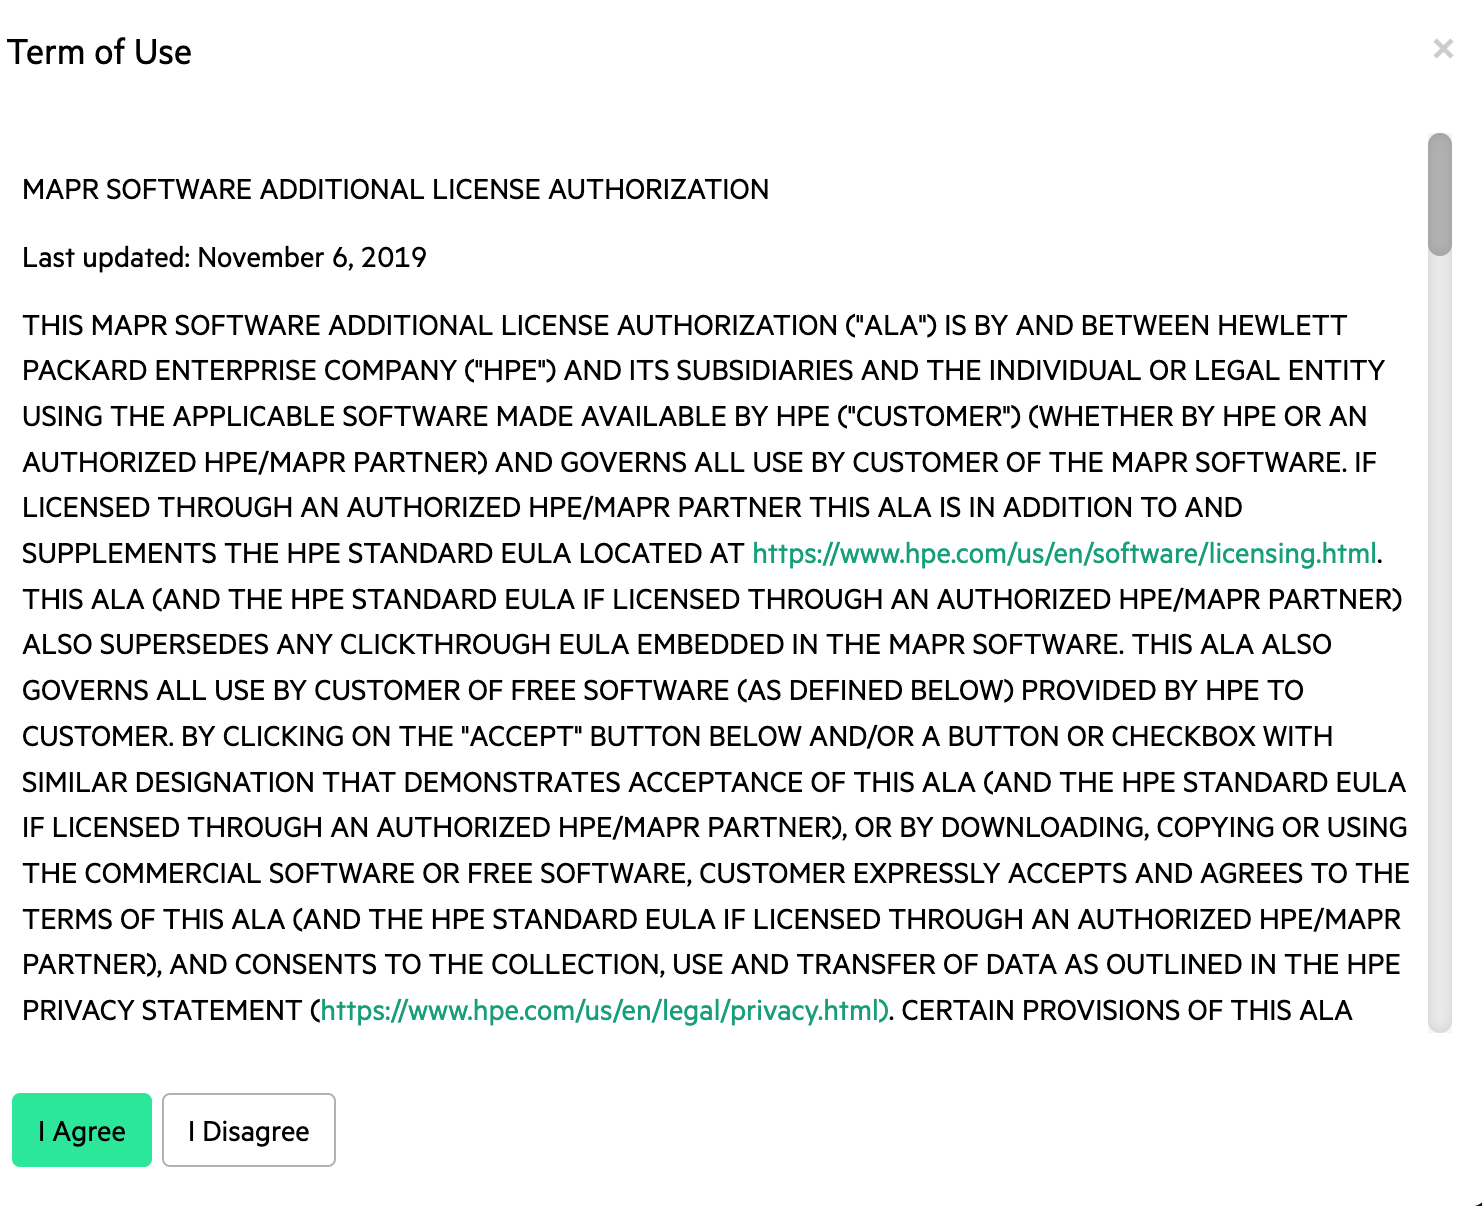 Term of Use
×
MAPR SOFTWARE ADDITIONAL LICENSE AUTHORIZATION
Last updated: November 6, 2019
THIS MAPR SOFTWARE ADDITIONAL LICENSE AUTHORIZATION ("ALA") IS BY AND BETWEEN HEWLETT
PACKARD ENTERPRISE COMPANY ("HPE") AND ITS SUBSIDIARIES AND THE INDIVIDUAL OR LEGAL ENTITY
USING THE APPLICABLE SOFTWARE MADE AVAILABLE BY HPE ("CUSTOMER") (WHETHER BY HPE OR AN
AUTHORIZED HPE/MAPR PARTNER) AND GOVERNS ALL USE BY CUSTOMER OF THE MAPR SOFTWARE. IF
LICENSED THROUGH AN AUTHORIZED HPE/MAPR PARTNER THIS ALA IS IN ADDITION TO AND
SUPPLEMENTS THE HPE STANDARD EULA LOCATED AT https://www.hpe.com/us/en/software/licensing.html.
THIS ALA (AND THE HPE STANDARD EULA IF LICENSED THROUGH AN AUTHORIZED HPE/MAPR PARTNER)
ALSO SUPERSEDES ANY CLICKTHROUGH EULA EMBEDDED IN THE MAPR SOFTWARE. THIS ALA ALSO
GOVERNS ALL USE BY CUSTOMER OF FREE SOFTWARE (AS DEFINED BELOW) PROVIDED BY HPE TO
CUSTOMER. BY CLICKING ON THE "ACCEPT" BUTTON BELOW AND/OR A BUTTON OR CHECKBOX WITH
SIMILAR DESIGNATION THAT DEMONSTRATES ACCEPTANCE OF THIS ALA (AND THE HPE STANDARD EULA
IF LICENSED THROUGH AN AUTHORIZED HPE/MAPR PARTNER), OR BY DOWNLOADING, COPYING OR USING
THE COMMERCIAL SOFTWARE OR FREE SOFTWARE, CUSTOMER EXPRESSLY ACCEPTS AND AGREES TO THE
TERMS OF THIS ALA (AND THE HPE STANDARD EULA IF LICENSED THROUGH AN AUTHORIZED HPE/MAPR
PARTNER), AND CONSENTS TO THE COLLECTION, USE AND TRANSFER OF DATA AS OUTLINED IN THE HPE
PRIVACY STATEMENT (https://www.hpe.com/us/en/legal/privacy.html). CERTAIN PROVISIONS OF THIS ALA
I Agree
I Disagree